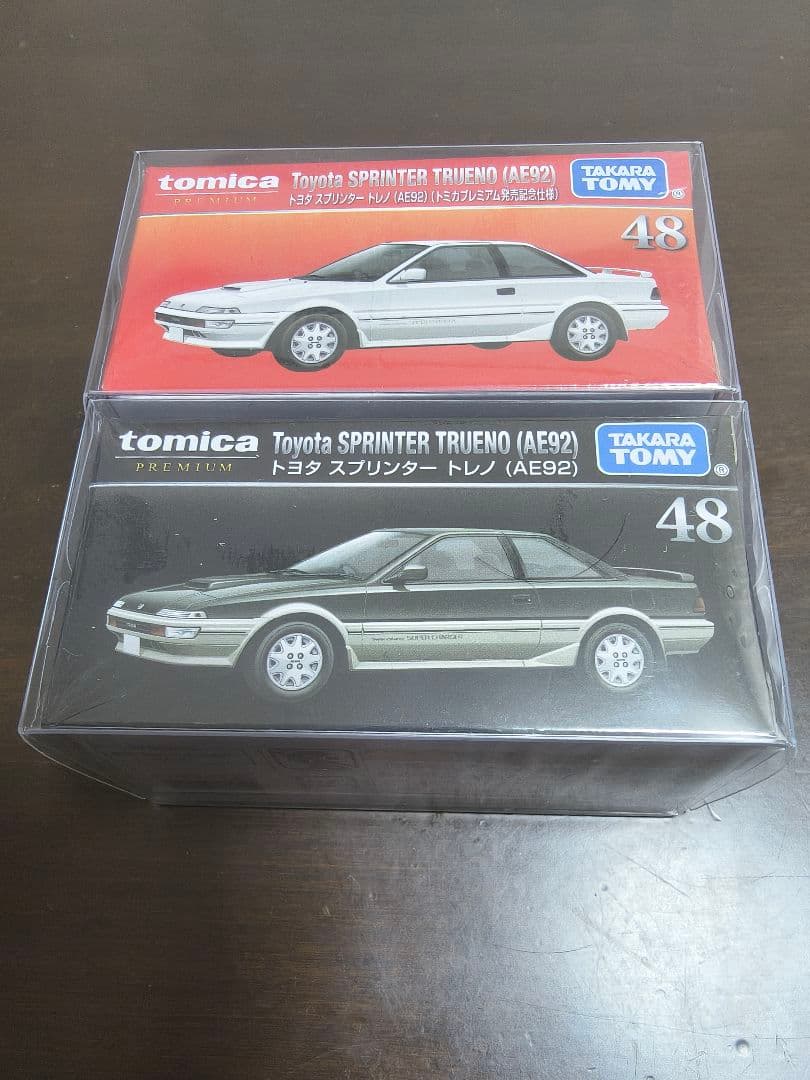 tomica
PREMIUM
Toyota SPRINTER TRUENO (AE92)
トヨタ スプリンター トレノ (AE92) (トミカプレミアム発売記念仕様)
TAKARA
TOMY
®
48
tomica
PREMIUM
Toyota SPRINTER TRUENO (AE92)
トヨタ スプリンター トレノ (AE92)
TAKARA
TOMY
®
48
SUPER CHARGER